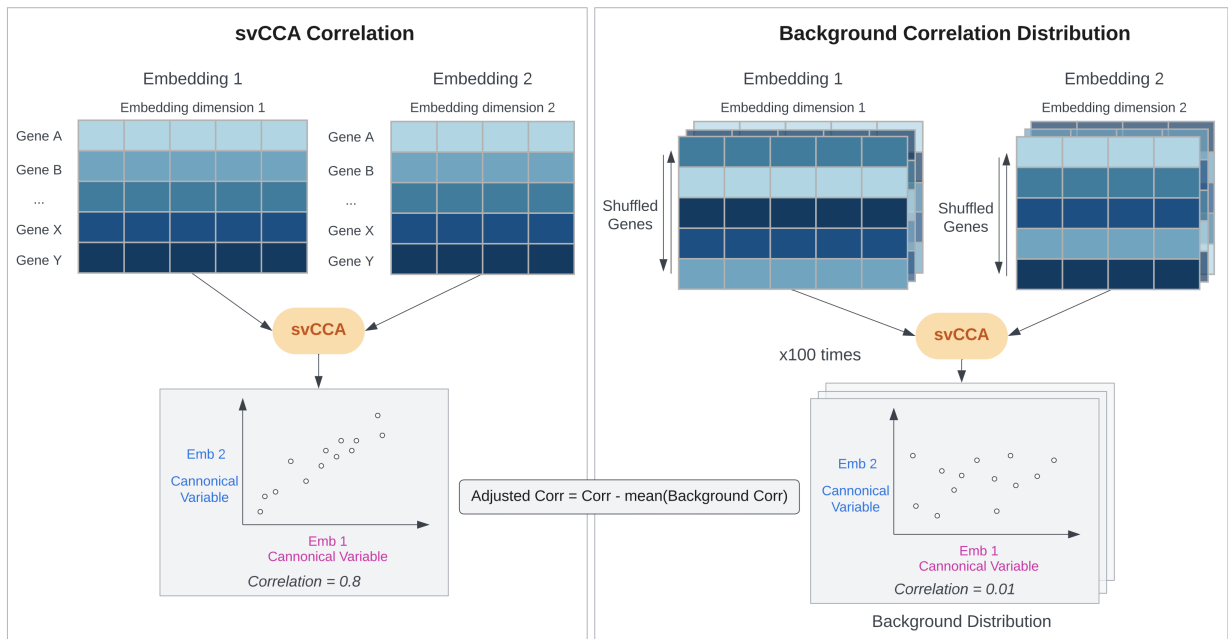 svCCA Correlation
Embedding 1
Embedding 2
Embedding dimension 1
Embedding dimension 2
Gene A
Gene B
...
Gene X
Gene Y
Gene A
Gene B
...
Gene X
Gene Y
svCCA
Emb 2
Cannonical
Variable
Emb 1
Cannonical Variable
Correlation = 0.8
Adjusted Corr = Corr - mean(Background Corr)
Background Correlation Distribution
Embedding 1
Embedding 2
Embedding dimension 1
Embedding dimension 2
Shuffled
Genes
Shuffled
Genes
svCCA
x100 times
Emb 2
Cannonical
Variable
Emb 1
Cannonical Variable
Correlation = 0.01
Background Distribution